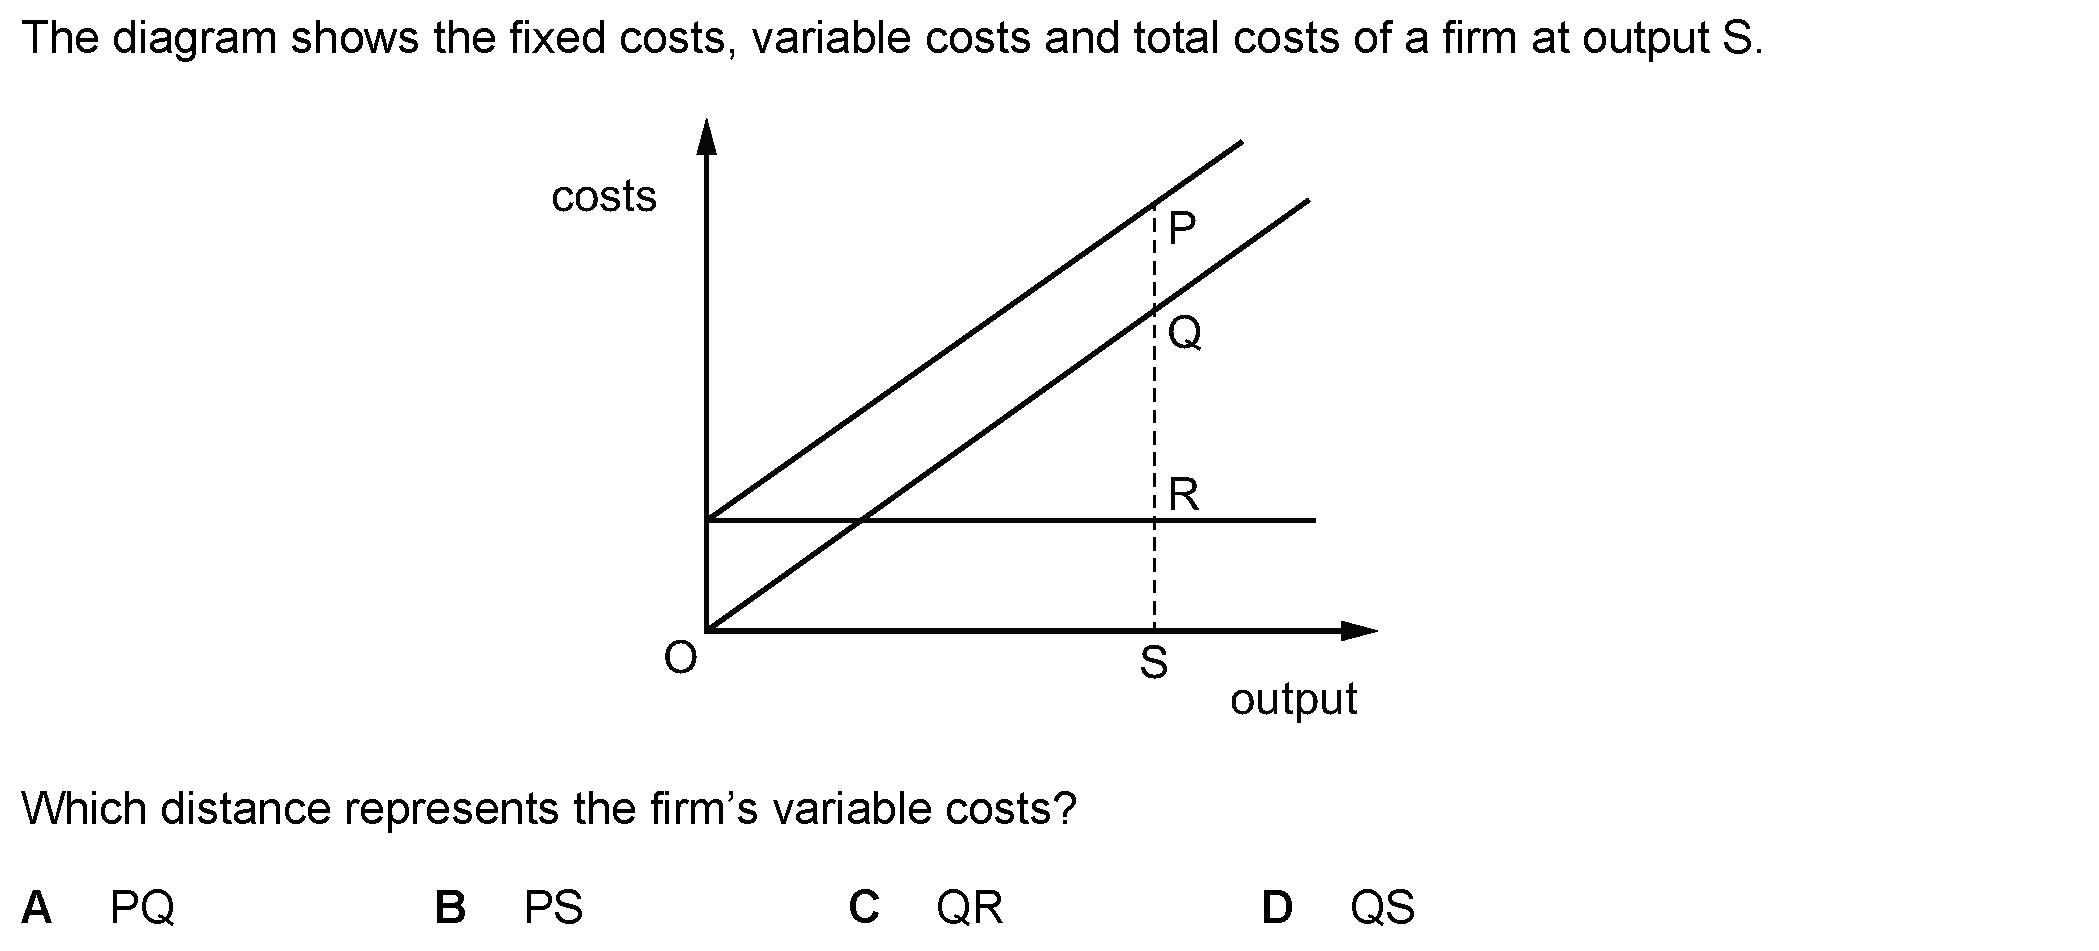 The diagram shows the fixed costs, variable costs and total costs of a firm at output S.
costs
P
Q
R
O
S
output
Which distance represents the firm’s variable costs?
A PQ B PS C QR D QS